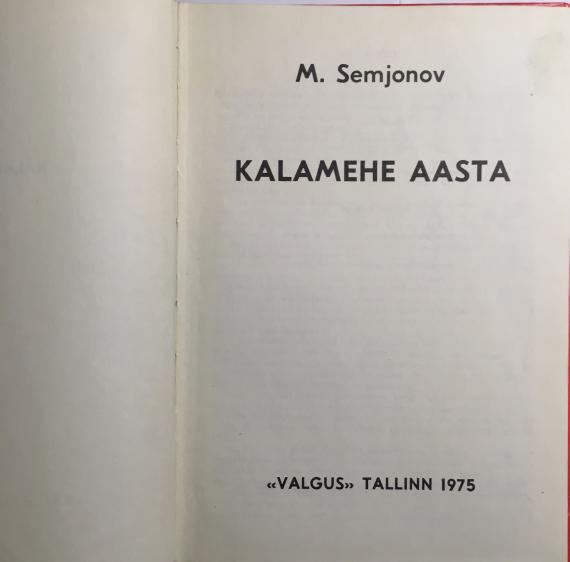 M. Semjonov
KALAMEHE AASTA
«VALGUS» TALLINN 1975